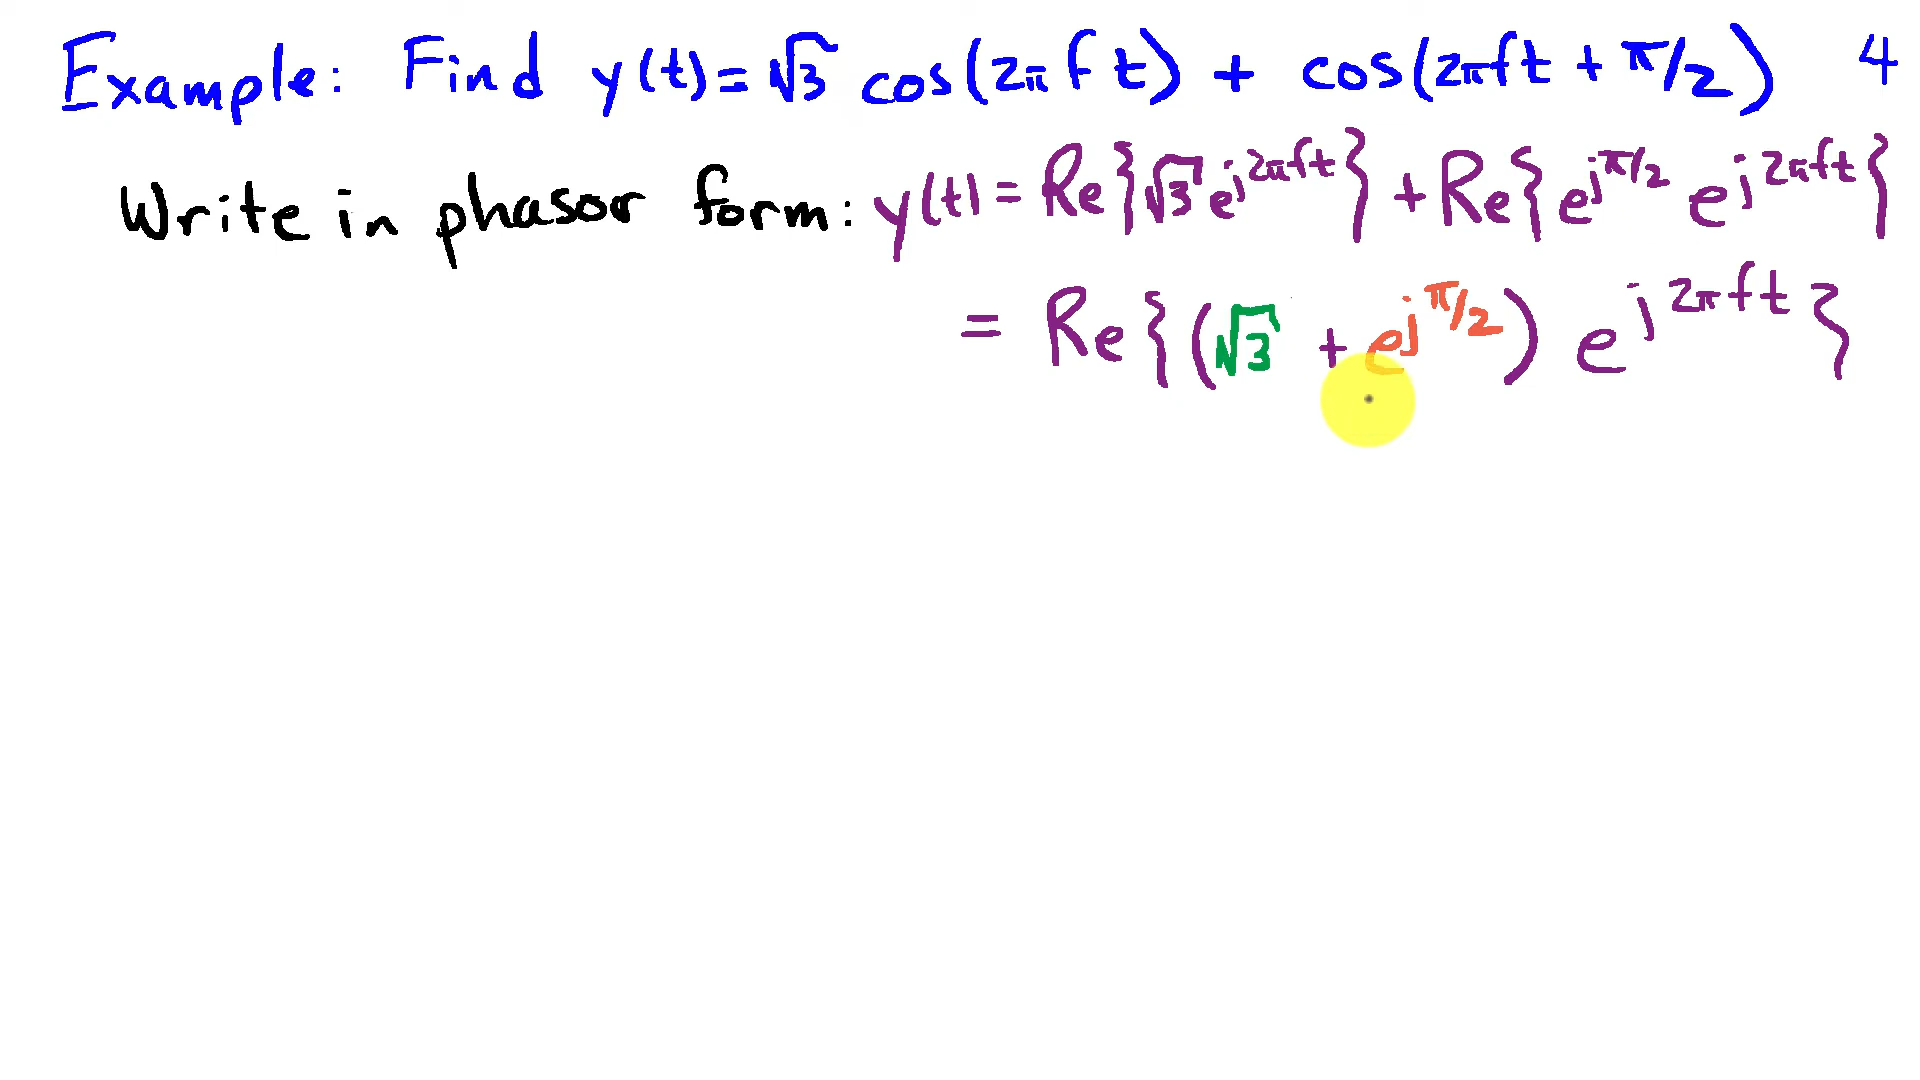 Example: Find y(t) = √3 cos(2πft) + cos(2πft + π/2) 4
Write in phasor form: y(t) = Re{√3 e^{j2πft}} + Re{e^{jπ/2} e^{j2πft}}
= Re{(√3 + e^{jπ/2}) e^{j2πft}}